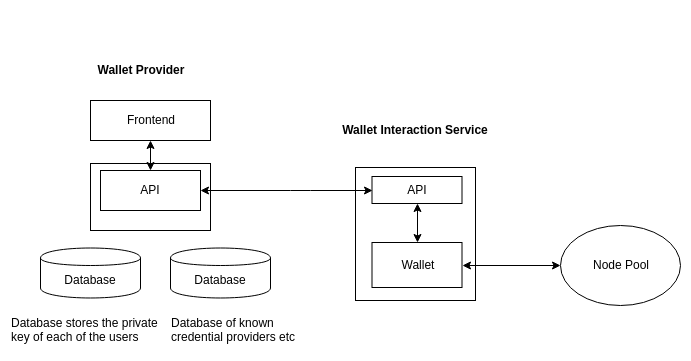 Wallet Provider
Frontend
API
Database
Database
Database stores the private
key of each of the users
Database of known
credential providers etc
Wallet Interaction Service
API
Wallet
Node Pool